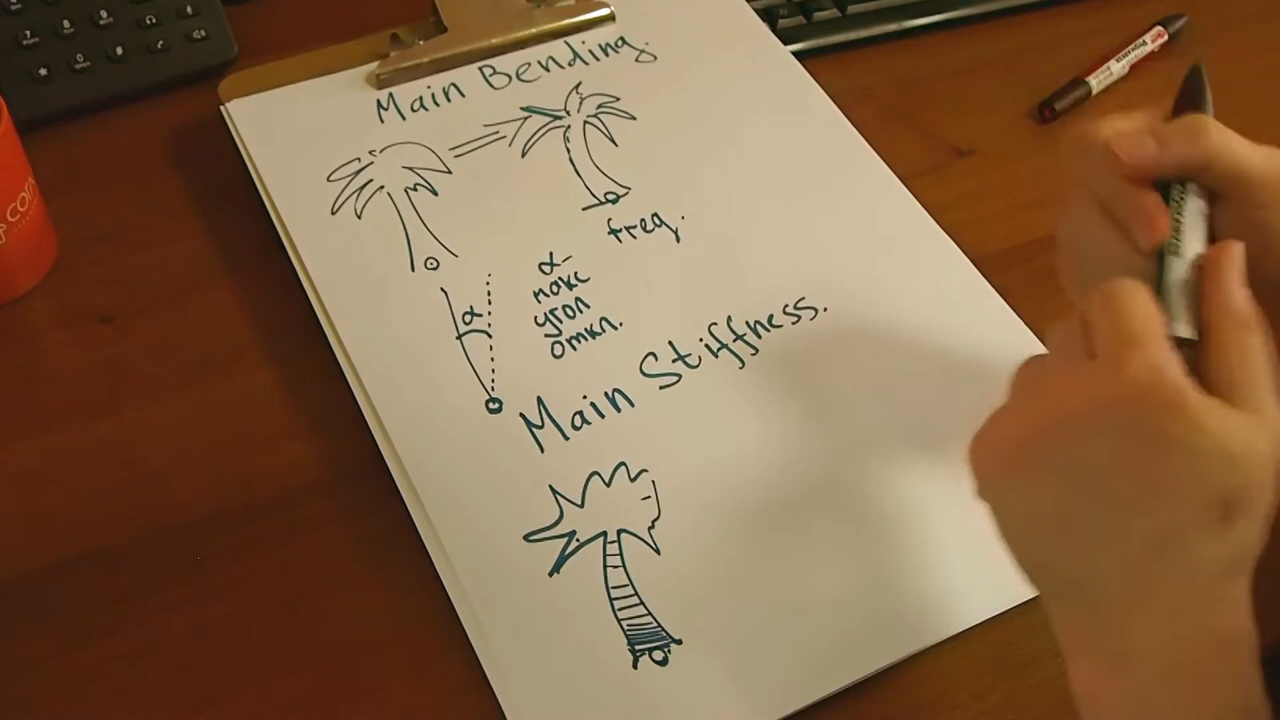 Main Bending.
freq.
α
α-
макс
угол
откл.
Main Stiffness.